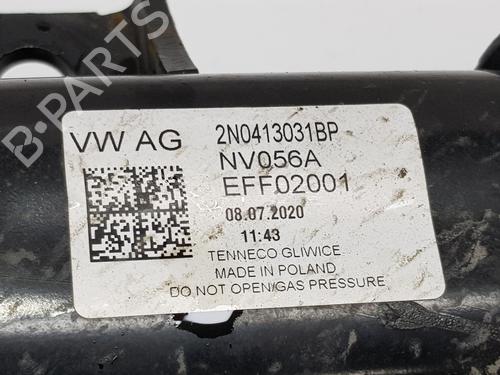 B-PARTS
VW AG
2N0413031BP
NV056A
EFF02001
08.07.2020
11:43
TENNECO GLIWICE
MADE IN POLAND
DO NOT OPEN/GAS PRESSURE